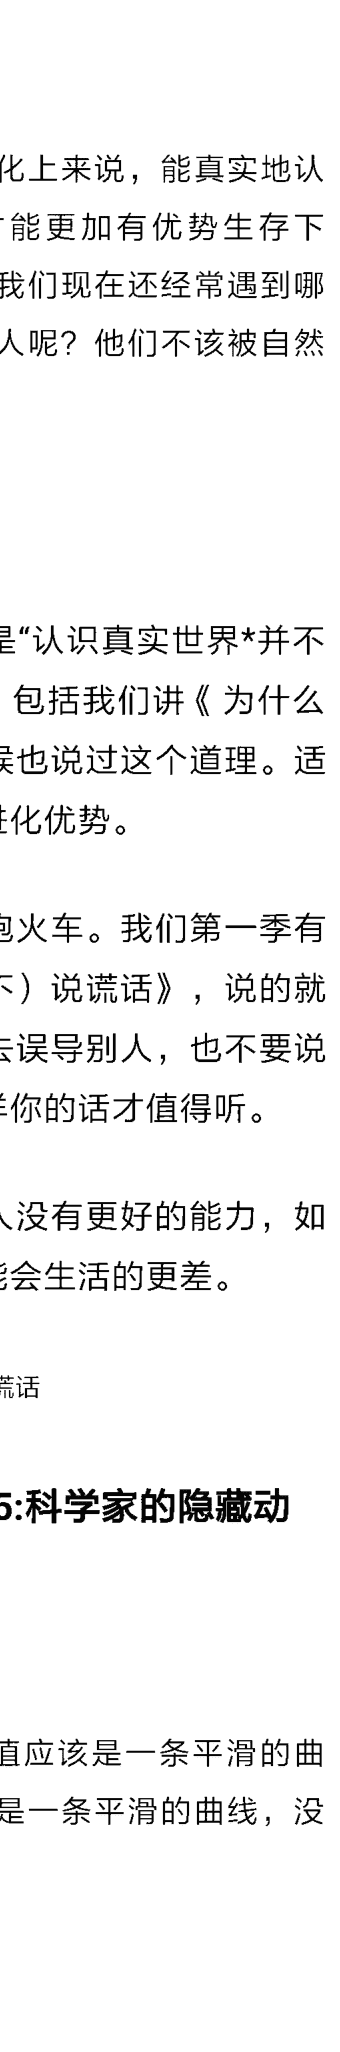 化上来说，能真实地认
能更加有优势生存下
我们现在还经常遇到哪
人呢？他们不该被自然
是“认识真实世界*并不
包括我们讲《为什么
候也说过这个道理。适
进化优势。
跑火车。我们第一季有
不）说谎话》，说的就
去误导别人，也不要说
样你的话才值得听。
人没有更好的能力，如
能会生活的更差。
谎话
5:科学家的隐藏动
值应该是一条平滑的曲
是一条平滑的曲线，没